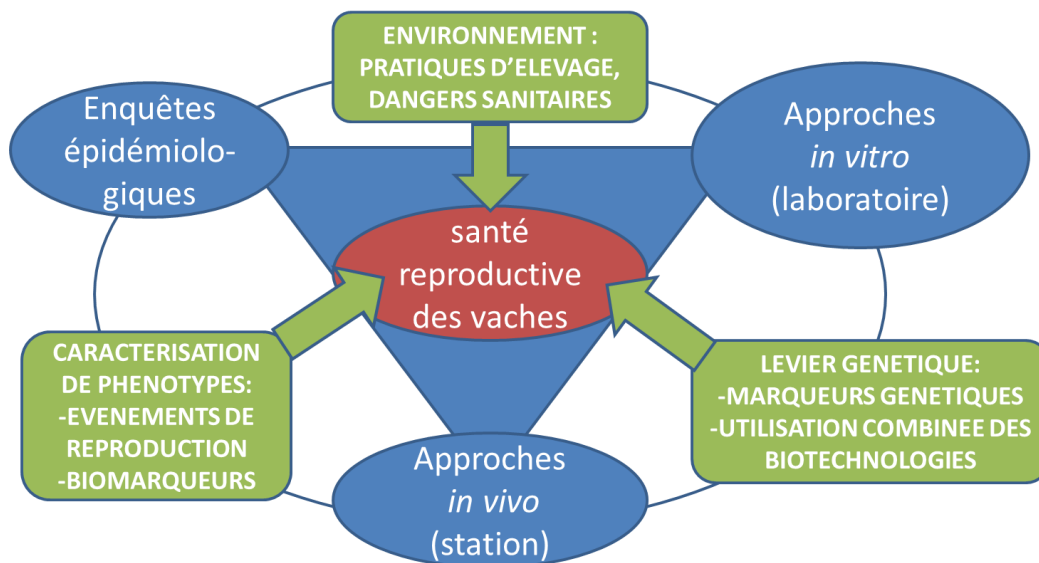 ENVIRONNEMENT :
PRATIQUES D’ELEVAGE,
DANGERS SANITAIRES
Enquêtes
épidémiolo-
giques
Approches
in vitro
(laboratoire)
santé
reproductive
des vaches
CARACTERISATION
DE PHENOTYPES:
-EVENEMENTS DE
REPRODUCTION
-BIOMARQUEURS
LEVIER GENETIQUE:
-MARQUEURS GENETIQUES
-UTILISATION COMBINEE DES
BIOTECHNOLOGIES
Approches
in vivo
(station)